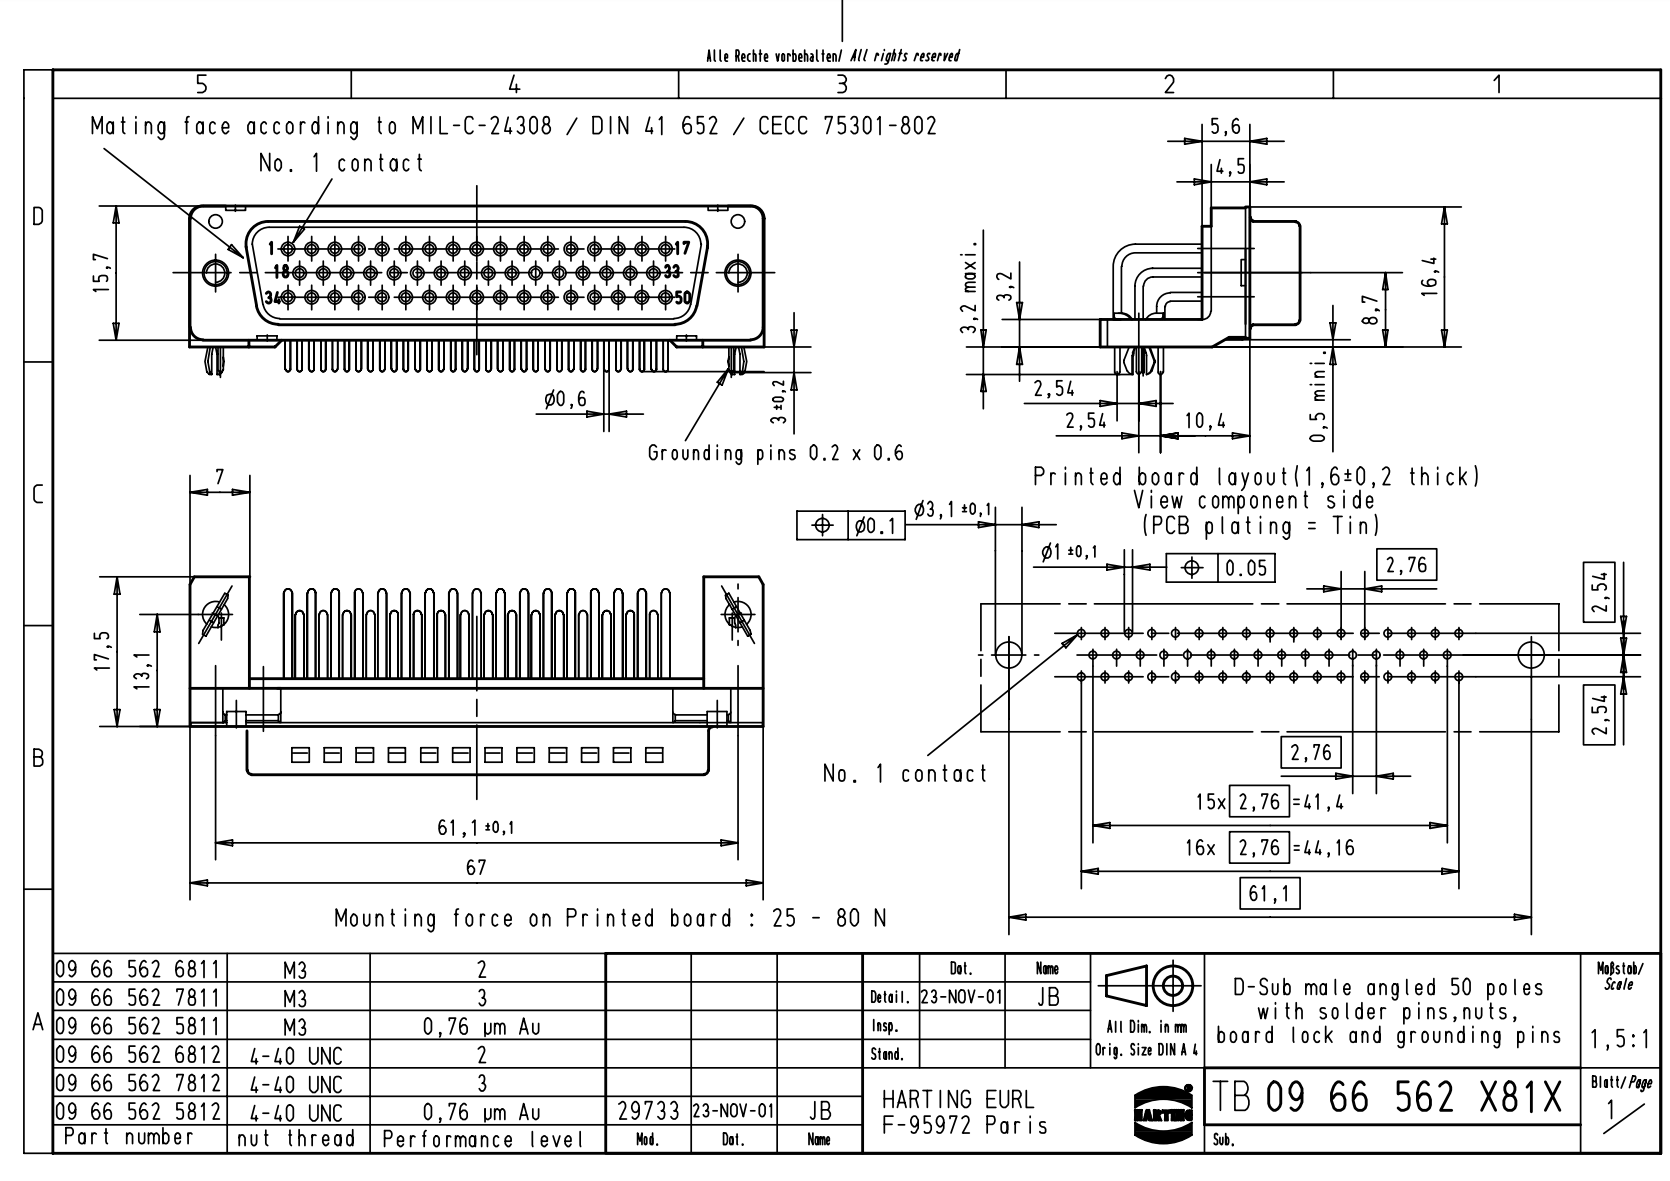 Alle Rechte vorbehalten/ All rights reserved
5 4 3 2 1
D
C
B
A
Mating face according to MIL-C-24308 / DIN 41 652 / CECC 75301-802
No. 1 contact
1 17
18 33
34 50
15,7
Ø0,6
3 ±0,2
Grounding pins 0.2 x 0.6
5,6
4,5
3,2 maxi.
3,2
16,4
8,7
0,5 mini.
2,54
2,54
10,4
Printed board layout(1,6±0,2 thick)
View component side
(PCB plating = Tin)
7
17,5
13,1
61,1 ±0,1
67
Mounting force on Printed board : 25 - 80 N
Ø0.1
Ø3,1 ±0,1
Ø1 ±0,1
0.05
2,76
2,54
2,54
No. 1 contact
2,76
15x 2,76 =41,4
16x 2,76 =44,16
61,1
09 66 562 6811 M3 2
09 66 562 7811 M3 3
09 66 562 5811 M3 0,76 µm Au
09 66 562 6812 4-40 UNC 2
09 66 562 7812 4-40 UNC 3
09 66 562 5812 4-40 UNC 0,76 µm Au
Part number nut thread Performance level
29733 23-NOV-01 JB
Mod. Dat. Name
Dat. Name
Detail. 23-NOV-01 JB
Insp.
Stand.
HARTING EURL
F-95972 Paris
All Dim. in mm
Orig. Size DIN A 4
HARTING
®
D-Sub male angled 50 poles
with solder pins,nuts,
board lock and grounding pins
TB 09 66 562 X81X
Sub.
Maßstab/
Scale
1,5:1
Blatt/Page
1/